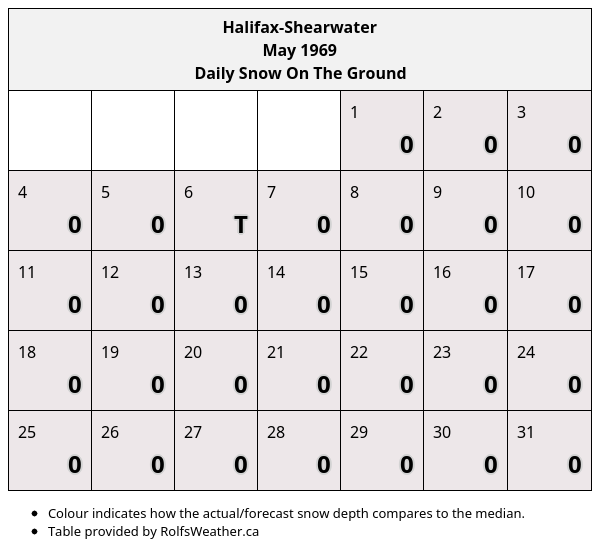 Halifax-Shearwater
May 1969
Daily Snow On The Ground
1 2 3
0 0 0
4 5 6 7 8 9 10
0 0 T 0 0 0 0
11 12 13 14 15 16 17
0 0 0 0 0 0 0
18 19 20 21 22 23 24
0 0 0 0 0 0 0
25 26 27 28 29 30 31
0 0 0 0 0 0 0
• Colour indicates how the actual/forecast snow depth compares to the median.
• Table provided by RolfsWeather.ca